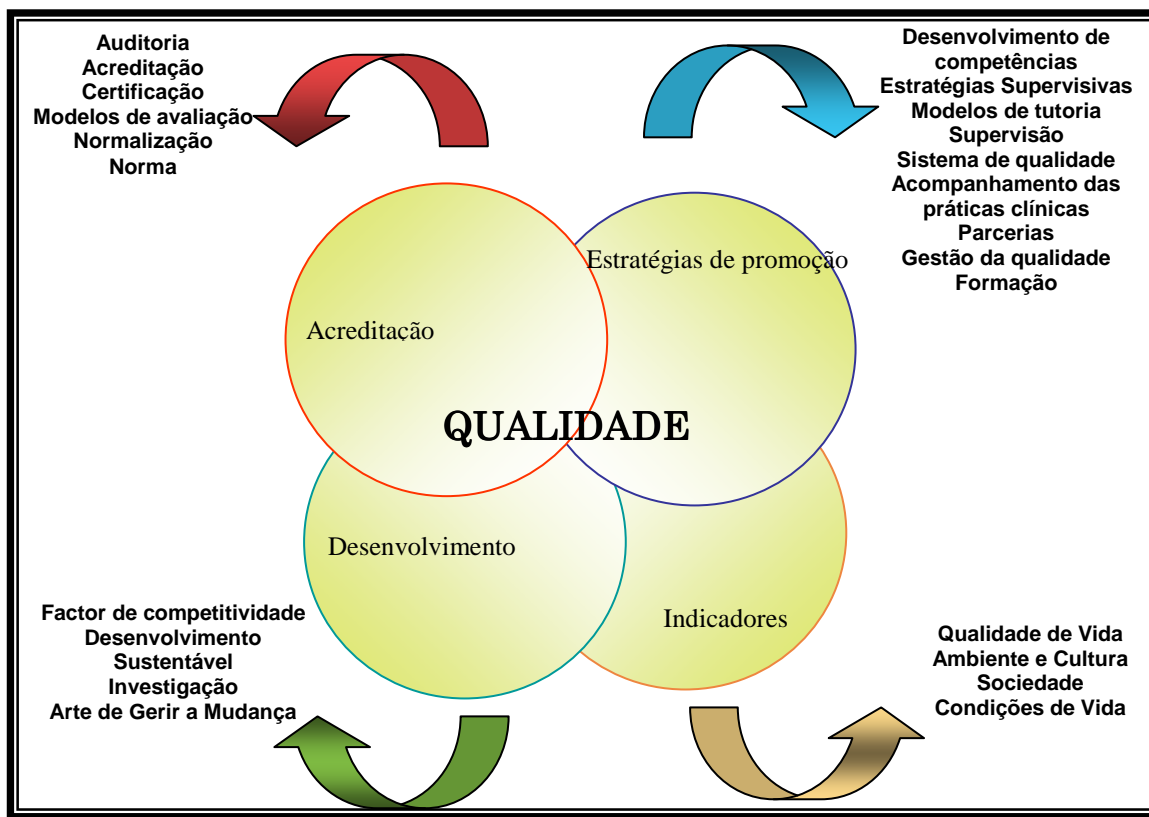 Auditoria
Acreditação
Certificação
Modelos de avaliação
Normalização
Norma
Desenvolvimento de
competências
Estratégias Supervisivas
Modelos de tutoria
Supervisão
Sistema de qualidade
Acompanhamento das
práticas clínicas
Parcerias
Gestão da qualidade
Formação
Estratégias de promoção
Acreditação
QUALIDADE
Desenvolvimento
Indicadores
Factor de competitividade
Desenvolvimento
Sustentável
Investigação
Arte de Gerir a Mudança
Qualidade de Vida
Ambiente e Cultura
Sociedade
Condições de Vida